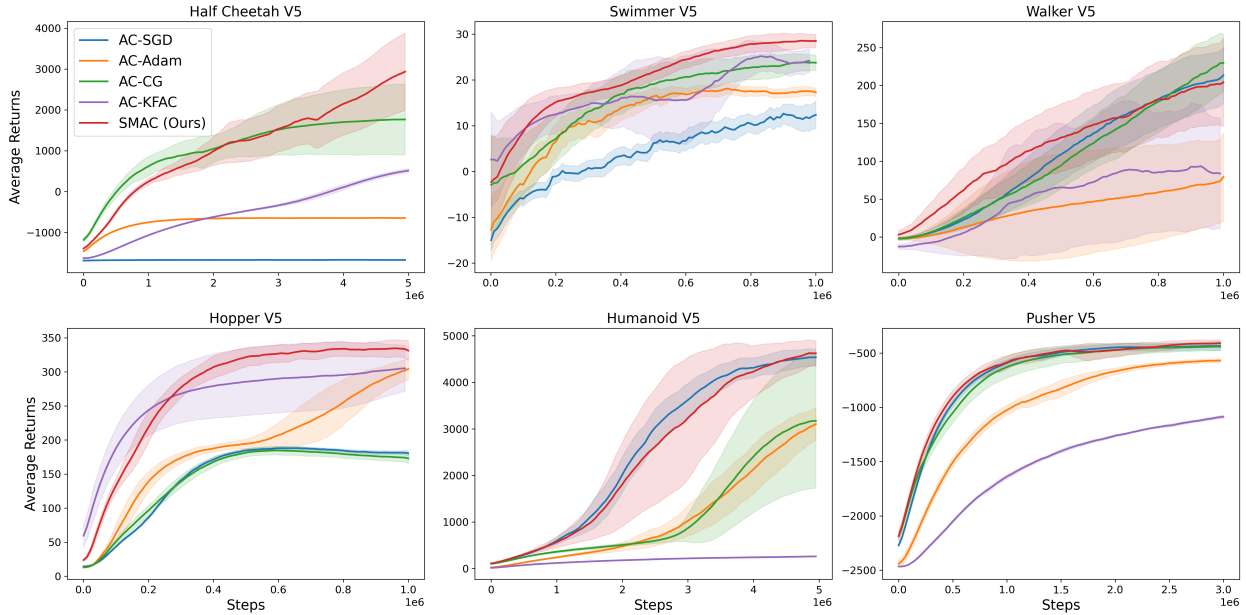 Half Cheetah V5
Average Returns
4000
3000
2000
1000
0
−1000
AC-SGD
AC-Adam
AC-CG
AC-KFAC
SMAC (Ours)
0 1 2 3 4 5
1e6
Swimmer V5
30
20
10
0
−10
−20
0.0 0.2 0.4 0.6 0.8 1.0
1e6
Walker V5
250
200
150
100
50
0
0.0 0.2 0.4 0.6 0.8 1.0
1e6
Hopper V5
Average Returns
350
300
250
200
150
100
50
0
0.0 0.2 0.4 0.6 0.8 1.0
1e6
Steps
Humanoid V5
5000
4000
3000
2000
1000
0
0 1 2 3 4 5
1e6
Steps
Pusher V5
−500
−1000
−1500
−2000
−2500
0.0 0.5 1.0 1.5 2.0 2.5 3.0
1e6
Steps